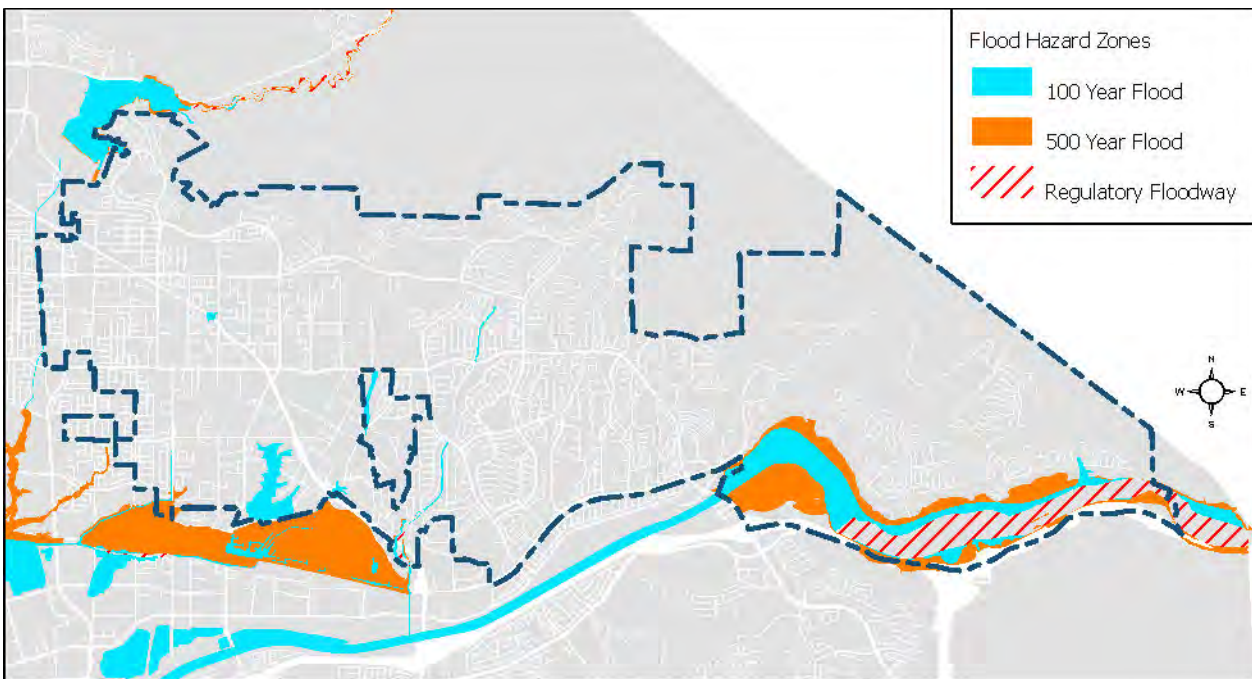 Flood Hazard Zones
100 Year Flood
500 Year Flood
Regulatory Floodway
N
W E
S